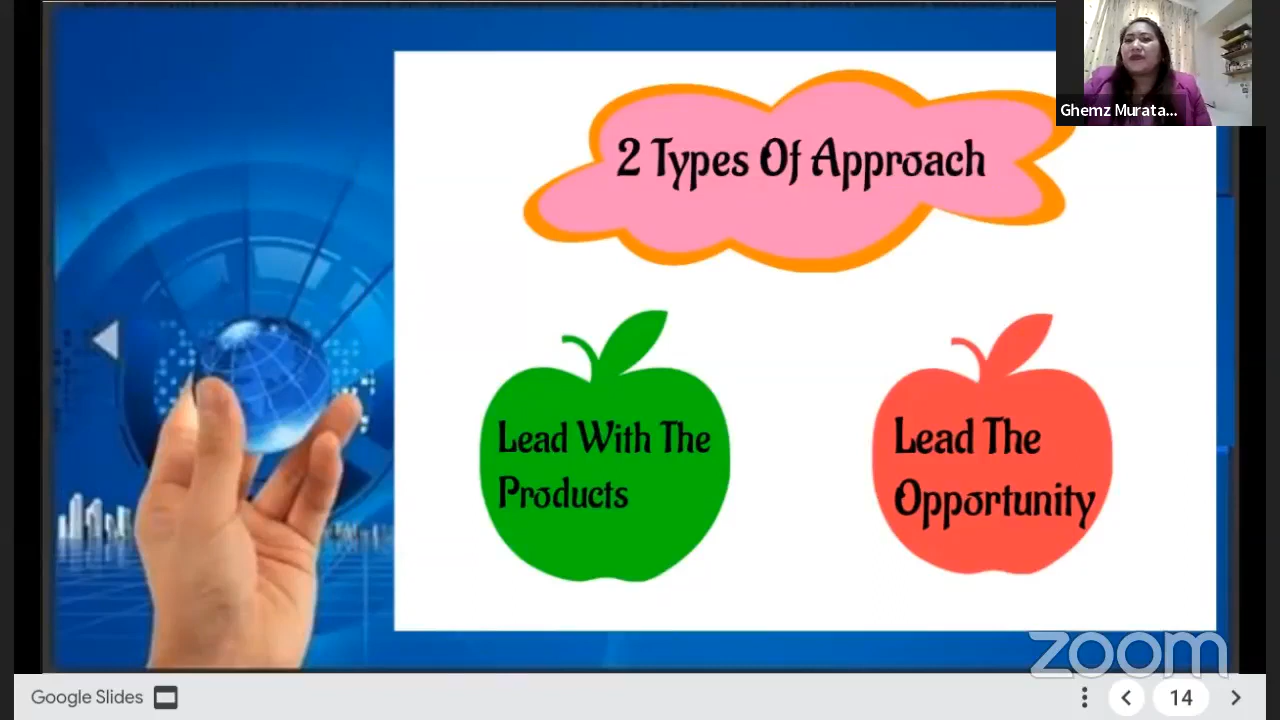 Ghemz Murata...
2 Types Of Approach
Lead With The
Products
Lead The
Opportunity
zoom
Google Slides
14